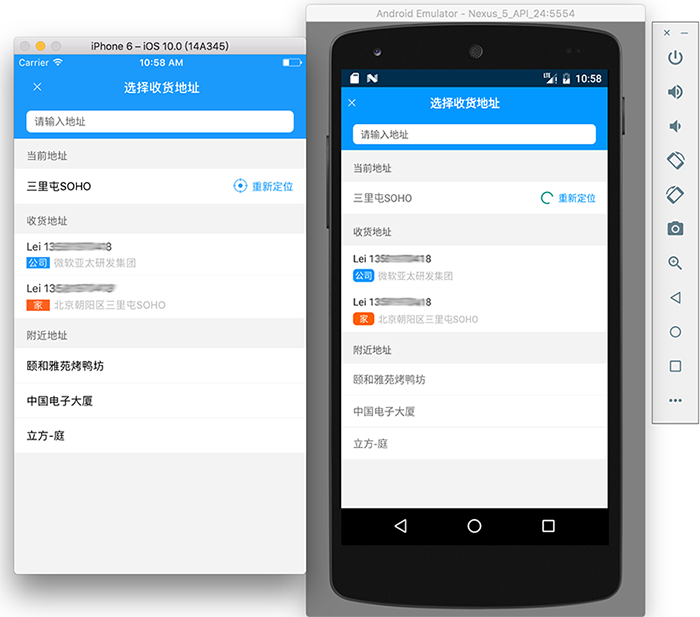 iPhone 6 – iOS 10.0 (14A345)
Carrier 10:58 AM
选择收货地址
请输入地址
当前地址
三里屯SOHO 重新定位
收货地址
Lei 13 8
公司 微软亚太研发集团
Lei 13
家 北京朝阳区三里屯SOHO
附近地址
颐和雅苑烤鸭坊
中国电子大厦
立方-庭
Android Emulator - Nexus_5_API_24:5554
10:58
选择收货地址
请输入地址
当前地址
三里屯SOHO 重新定位
收货地址
Lei 135 18
公司 微软亚太研发集团
Lei 135 18
家 北京朝阳区三里屯SOHO
附近地址
颐和雅苑烤鸭坊
中国电子大厦
立方-庭